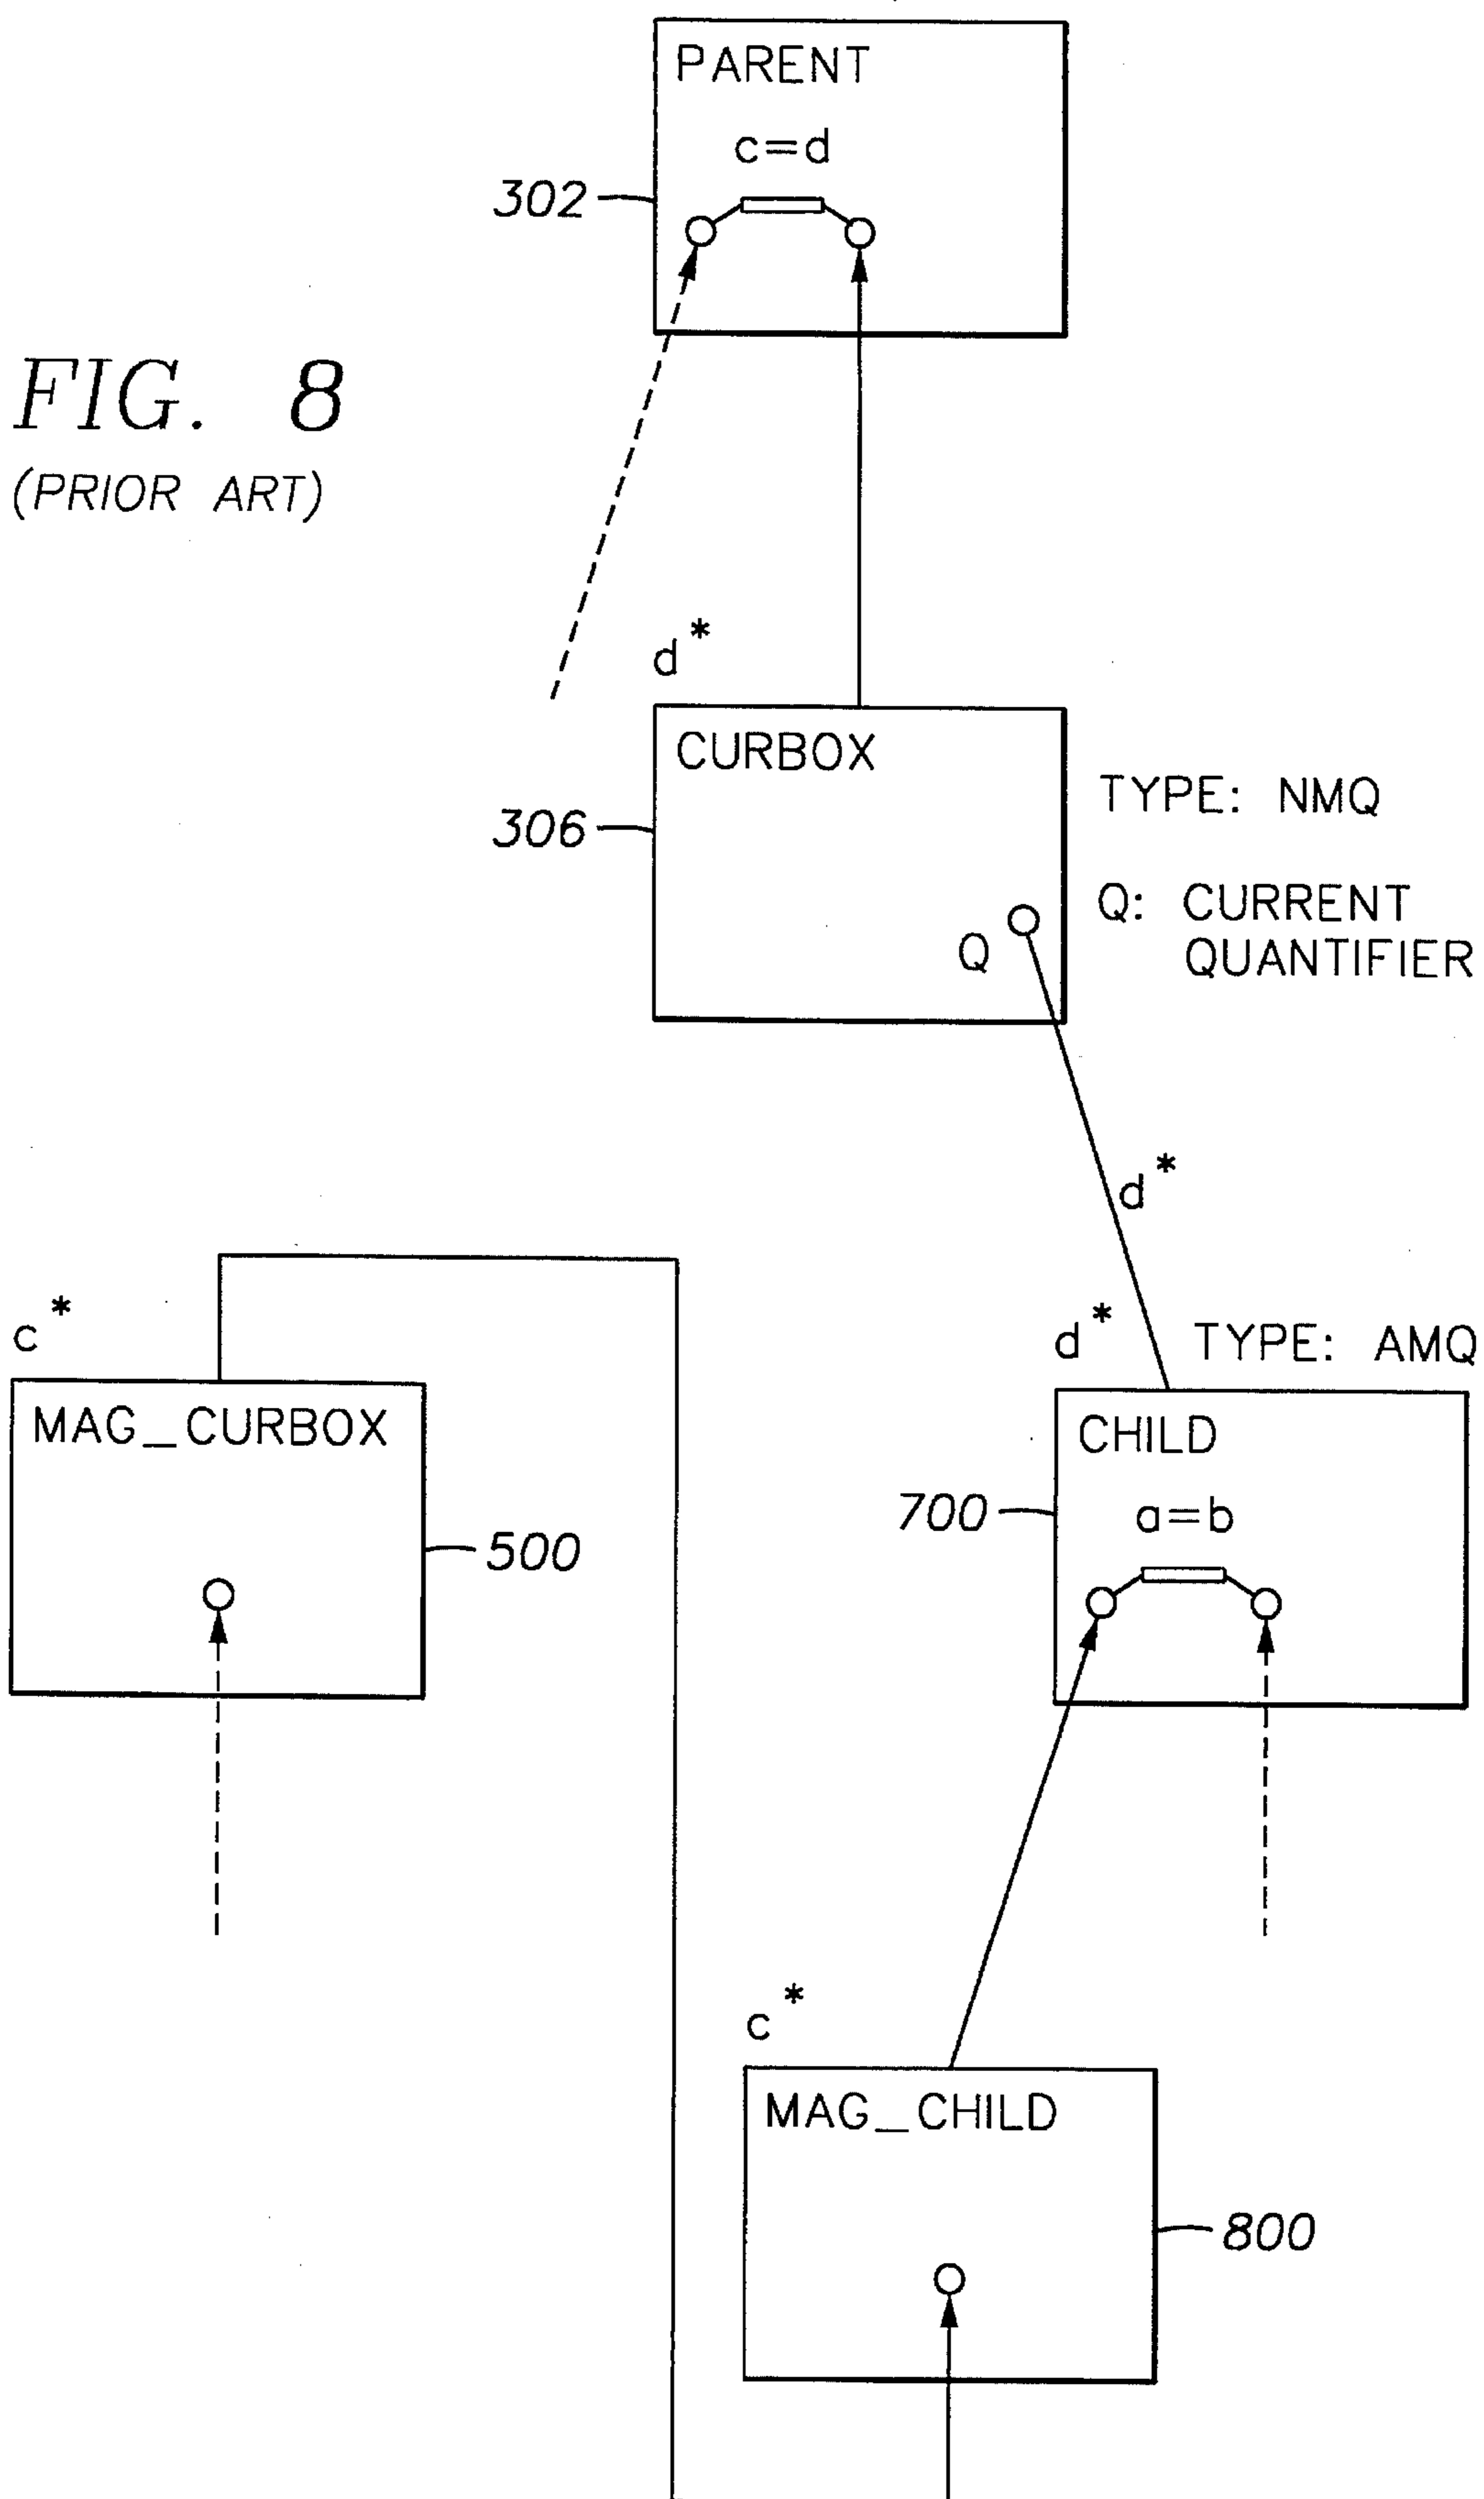 PARENT
c=d
302
FIG. 8
(PRIOR ART)
d*
CURBOX
306
TYPE: NMQ
Q: CURRENT
QUANTIFIER
Q
d*
c*
d*
TYPE: AMQ
MAG_CURBOX
CHILD
700
a=b
500
c*
MAG_CHILD
800